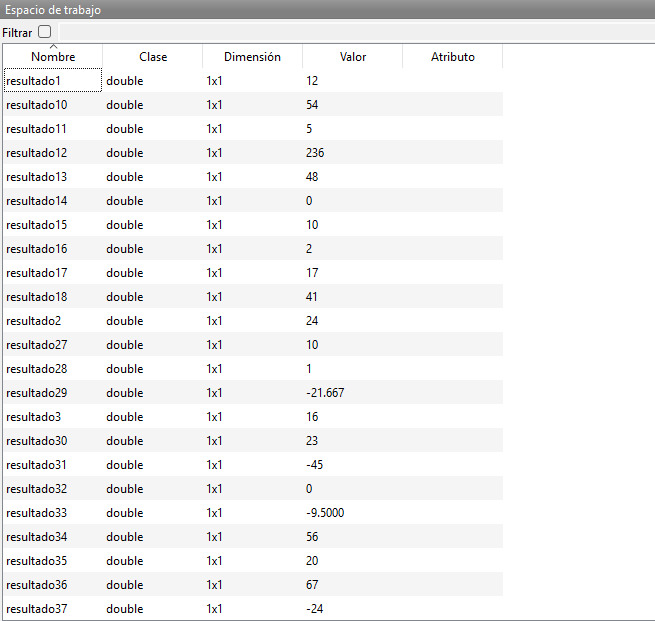 Espacio de trabajo
Filtrar
Nombre Clase Dimensión Valor Atributo
resultado1 double 1x1 12
resultado10 double 1x1 54
resultado11 double 1x1 5
resultado12 double 1x1 236
resultado13 double 1x1 48
resultado14 double 1x1 0
resultado15 double 1x1 10
resultado16 double 1x1 2
resultado17 double 1x1 17
resultado18 double 1x1 41
resultado2 double 1x1 24
resultado27 double 1x1 10
resultado28 double 1x1 1
resultado29 double 1x1 -21.667
resultado3 double 1x1 16
resultado30 double 1x1 23
resultado31 double 1x1 -45
resultado32 double 1x1 0
resultado33 double 1x1 -9.5000
resultado34 double 1x1 56
resultado35 double 1x1 20
resultado36 double 1x1 67
resultado37 double 1x1 -24